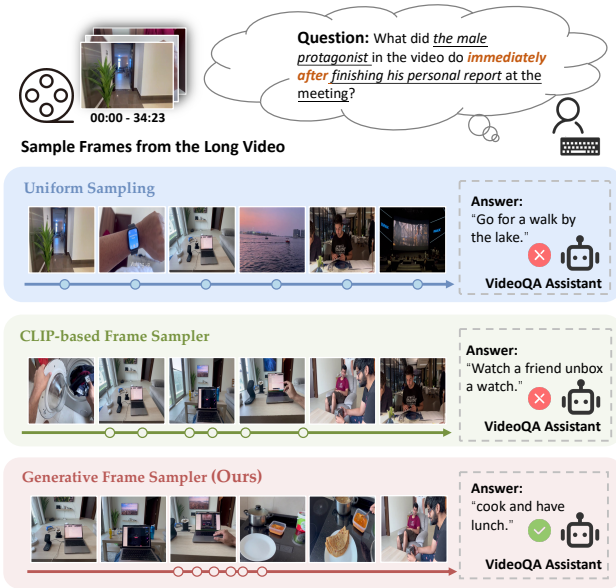 Question: What did the male
protagonist in the video do immediately
after finishing his personal report at the
meeting?
00:00 - 34:23
Sample Frames from the Long Video
Uniform Sampling
Answer:
"Go for a walk by
the lake."
VideoQA Assistant
CLIP-based Frame Sampler
Answer:
"Watch a friend unbox
a watch."
VideoQA Assistant
Generative Frame Sampler (Ours)
Answer:
"cook and have
lunch."
VideoQA Assistant